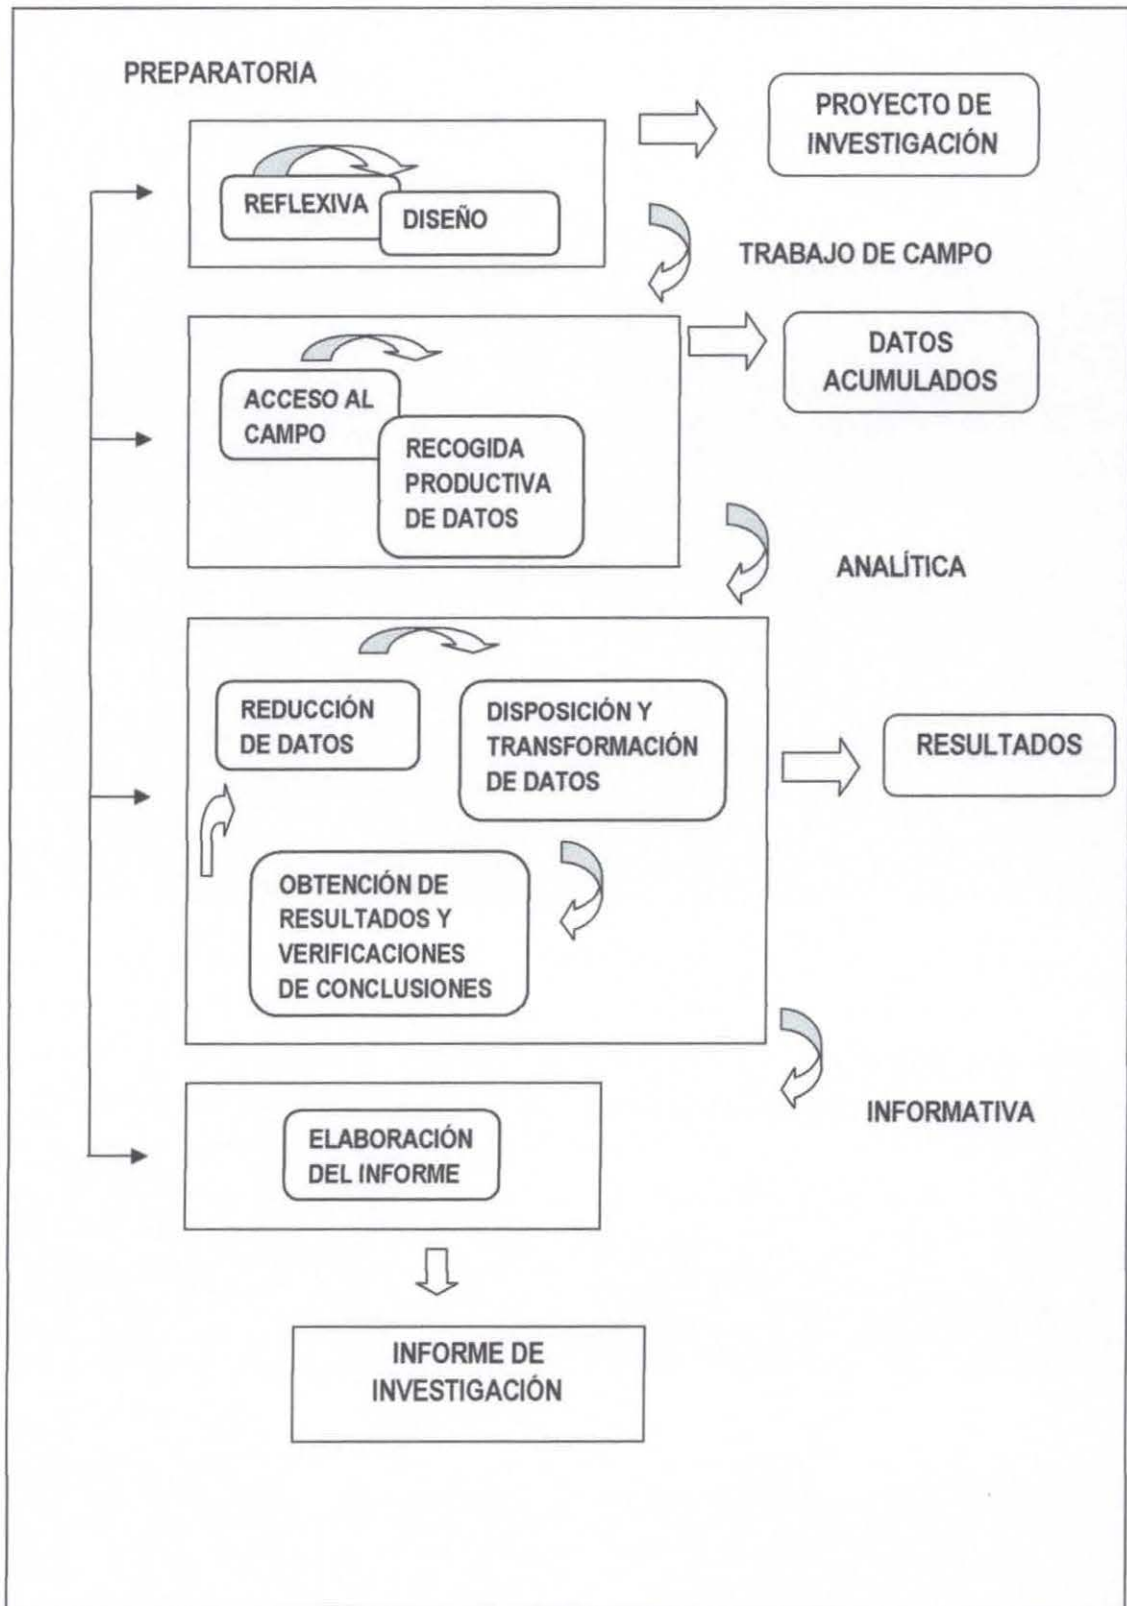 PREPARATORIA
PROYECTO DE
INVESTIGACIÓN
REFLEXIVA
DISEÑO
TRABAJO DE CAMPO
DATOS
ACUMULADOS
ACCESO AL
CAMPO
RECOGIDA
PRODUCTIVA
DE DATOS
ANALÍTICA
REDUCCIÓN
DE DATOS
DISPOSICIÓN Y
TRANSFORMACIÓN
DE DATOS
RESULTADOS
OBTENCIÓN DE
RESULTADOS Y
VERIFICACIONES
DE CONCLUSIONES
INFORMATIVA
ELABORACIÓN
DEL INFORME
INFORME DE
INVESTIGACIÓN